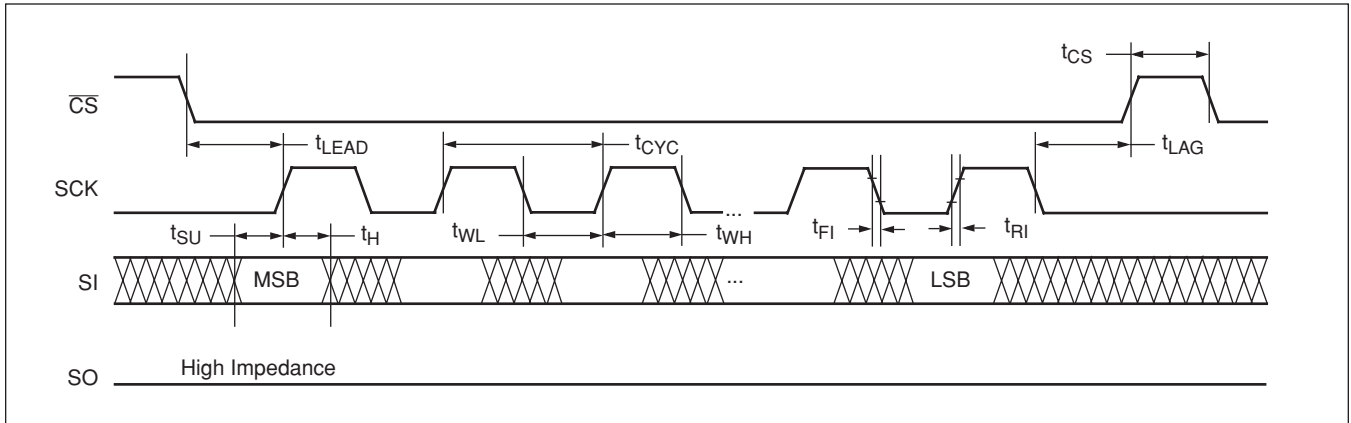 tCS
CS
tLEAD
tCYC
tLAG
SCK
...
tSU
tH
tWL
tWH
tFI
tRI
SI
MSB
...
LSB
SO
High Impedance